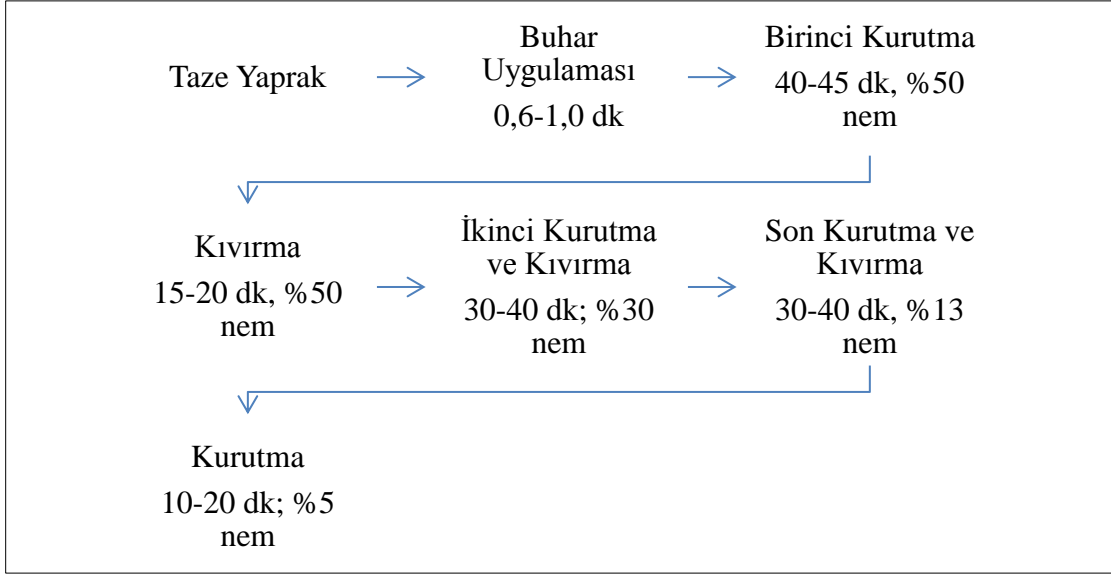 Taze Yaprak
Buhar
Uygulaması
0,6-1,0 dk
Birinci Kurutma
40-45 dk, %50
nem
Kıvırma
15-20 dk, %50
nem
İkinci Kurutma
ve Kıvırma
30-40 dk; %30
nem
Son Kurutma ve
Kıvırma
30-40 dk, %13
nem
Kurutma
10-20 dk; %5
nem